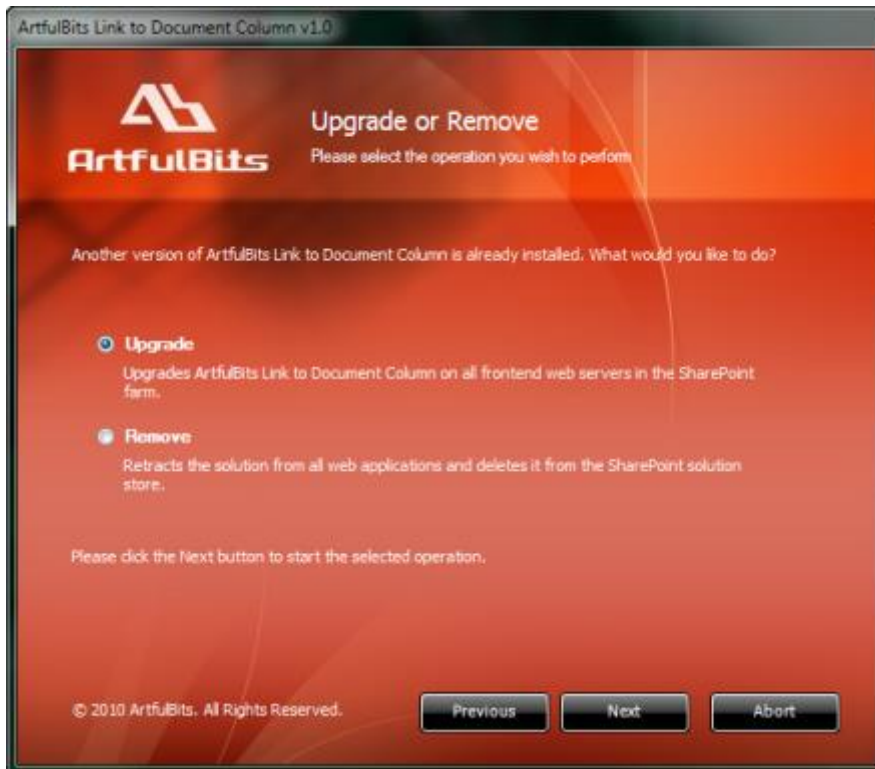 ArtfulBits Link to Document Column v1.0
ArtfulBits
Upgrade or Remove
Please select the operation you wish to perform
Another version of ArtfulBits Link to Document Column is already installed. What would you like to do?
Upgrade
Upgrades ArtfulBits Link to Document Column on all frontend web servers in the SharePoint
farm.
Remove
Retracts the solution from all web applications and deletes it from the SharePoint solution
store.
Please click the Next button to start the selected operation.
© 2010 ArtfulBits. All Rights Reserved.
Previous
Next
Abort